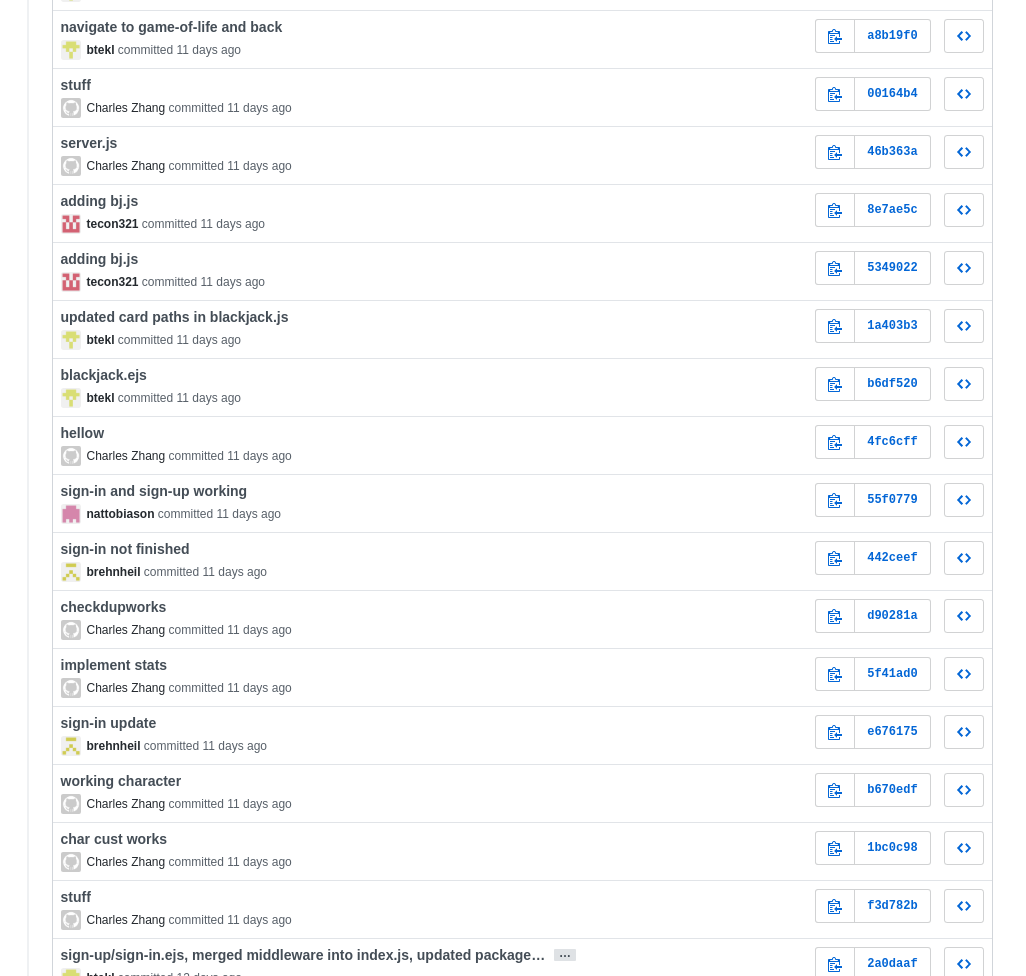 navigate to game-of-life and back
btekl committed 11 days ago
a8b19f0
stuff
Charles Zhang committed 11 days ago
00164b4
server.js
Charles Zhang committed 11 days ago
46b363a
adding bj.js
tecon321 committed 11 days ago
8e7ae5c
adding bj.js
tecon321 committed 11 days ago
5349022
updated card paths in blackjack.js
btekl committed 11 days ago
1a403b3
blackjack.ejs
btekl committed 11 days ago
b6df520
hellow
Charles Zhang committed 11 days ago
4fc6cff
sign-in and sign-up working
nattobiason committed 11 days ago
55f0779
sign-in not finished
brehnheil committed 11 days ago
442ceef
checkdupworks
Charles Zhang committed 11 days ago
d90281a
implement stats
Charles Zhang committed 11 days ago
5f41ad0
sign-in update
brehnheil committed 11 days ago
e676175
working character
Charles Zhang committed 11 days ago
b670edf
char cust works
Charles Zhang committed 11 days ago
1bc0c98
stuff
Charles Zhang committed 11 days ago
f3d782b
sign-up/sign-in.ejs, merged middleware into index.js, updated package… …
btekl committed 12 days ago
2a0daaf